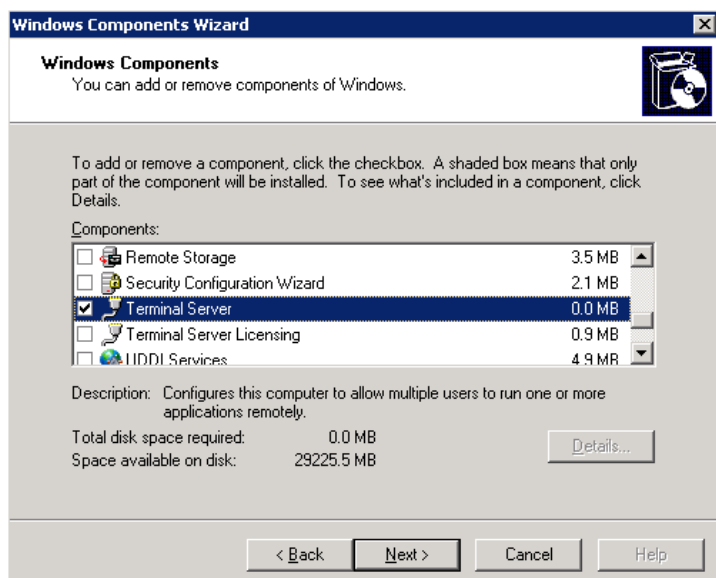 Windows Components Wizard
Windows Components
You can add or remove components of Windows.
To add or remove a component, click the checkbox. A shaded box means that only
part of the component will be installed. To see what's included in a component, click
Details.
Components:
Remote Storage 3.5 MB
Security Configuration Wizard 2.1 MB
Terminal Server 0.0 MB
Terminal Server Licensing 0.9 MB
UDDI Services 4.9 MB
Description: Configures this computer to allow multiple users to run one or more
applications remotely.
Total disk space required: 0.0 MB
Space available on disk: 29225.5 MB
Details...
< Back Next > Cancel Help